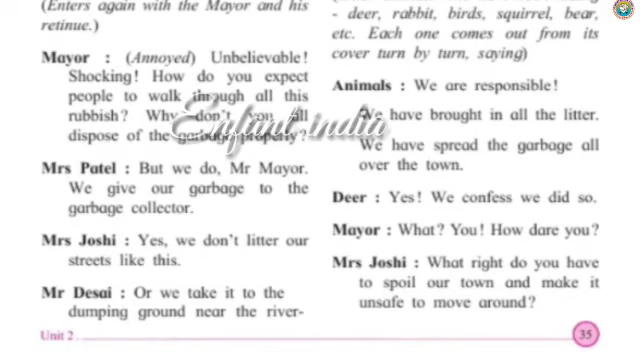 (Enters again with the Mayor and his
retinue.)
Mayor : (Annoyed) Unbelievable!
Shocking! How do you expect
people to walk through all this
rubbish? Why don't you all
dispose of the garbage properly?
Mrs Patel : But we do, Mr Mayor.
We give our garbage to the
garbage collector.
Mrs Joshi : Yes, we don't litter our
streets like this.
Mr Desai : Or we take it to the
dumping ground near the river-
- deer, rabbit, birds, squirrel, bear,
etc. Each one comes out from its
cover turn by turn, saying)
Animals : We are responsible!
We have brought in all the litter.
We have spread the garbage all
over the town.
Deer : Yes! We confess we did so.
Mayor : What? You! How dare you?
Mrs Joshi : What right do you have
to spoil our town and make it
unsafe to move around?
Unit 2
35
Enfant india